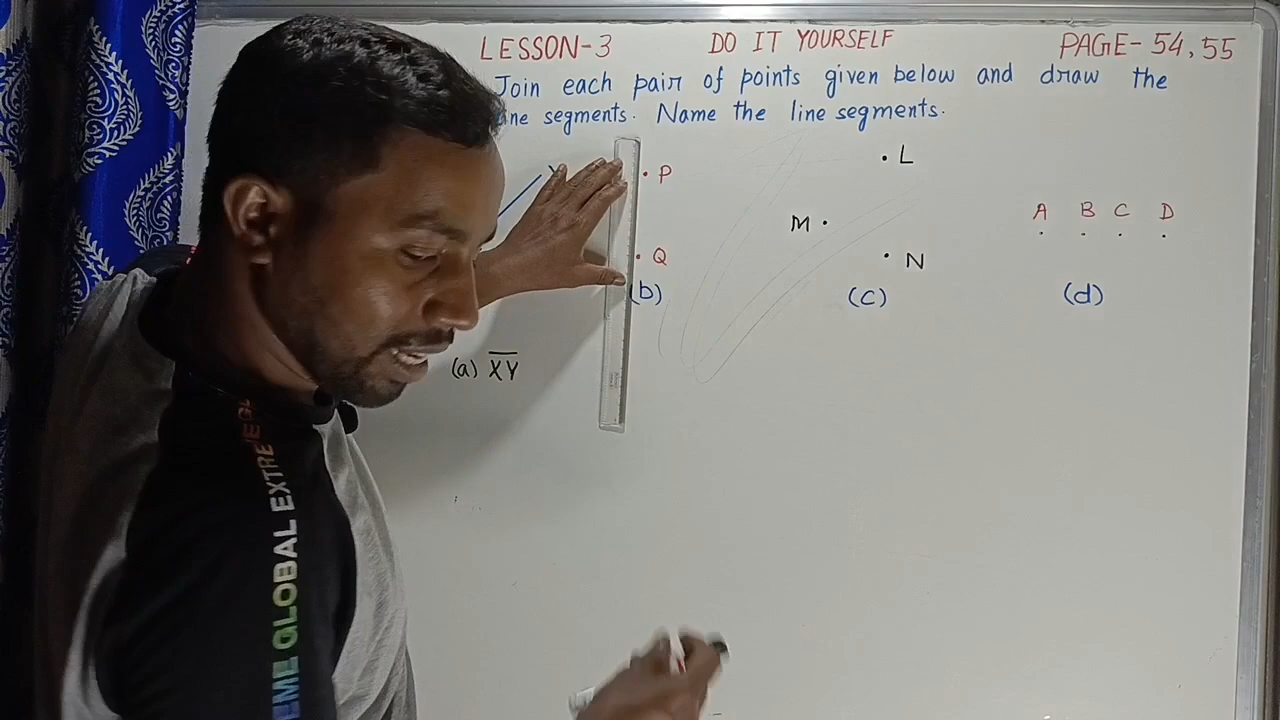 LESSON-3 DO IT YOURSELF PAGE-54,55
Join each pair of points given below and draw the
segments. Name the line segments.
L
P
A B C D
M
Q
N
(b) (c) (d)
(a) XY
EME GLOBAL EXTRE